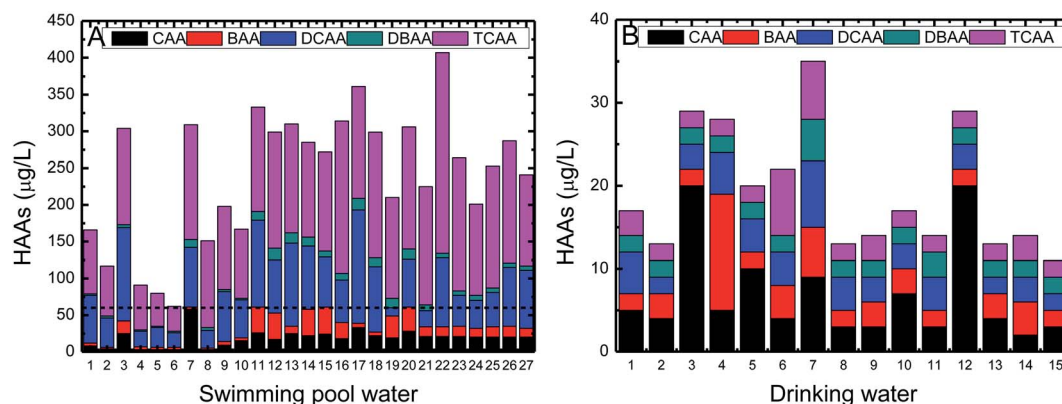 A
CAA BAA DCAA DBAA TCAA
HAAs (μg/L)
450
400
350
300
250
200
150
100
50
0
1 2 3 4 5 6 7 8 9 10 11 12 13 14 15 16 17 18 19 20 21 22 23 24 25 26 27
Swimming pool water
B
CAA BAA DCAA DBAA TCAA
HAAs (μg/L)
40
30
20
10
0
1 2 3 4 5 6 7 8 9 10 11 12 13 14 15
Drinking water